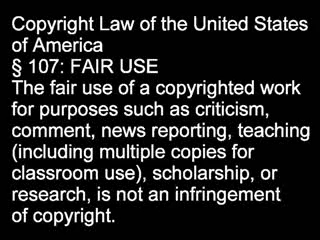 Copyright Law of the United States
of America
§ 107: FAIR USE
The fair use of a copyrighted work
for purposes such as criticism,
comment, news reporting, teaching
(including multiple copies for
classroom use), scholarship, or
research, is not an infringement
of copyright.